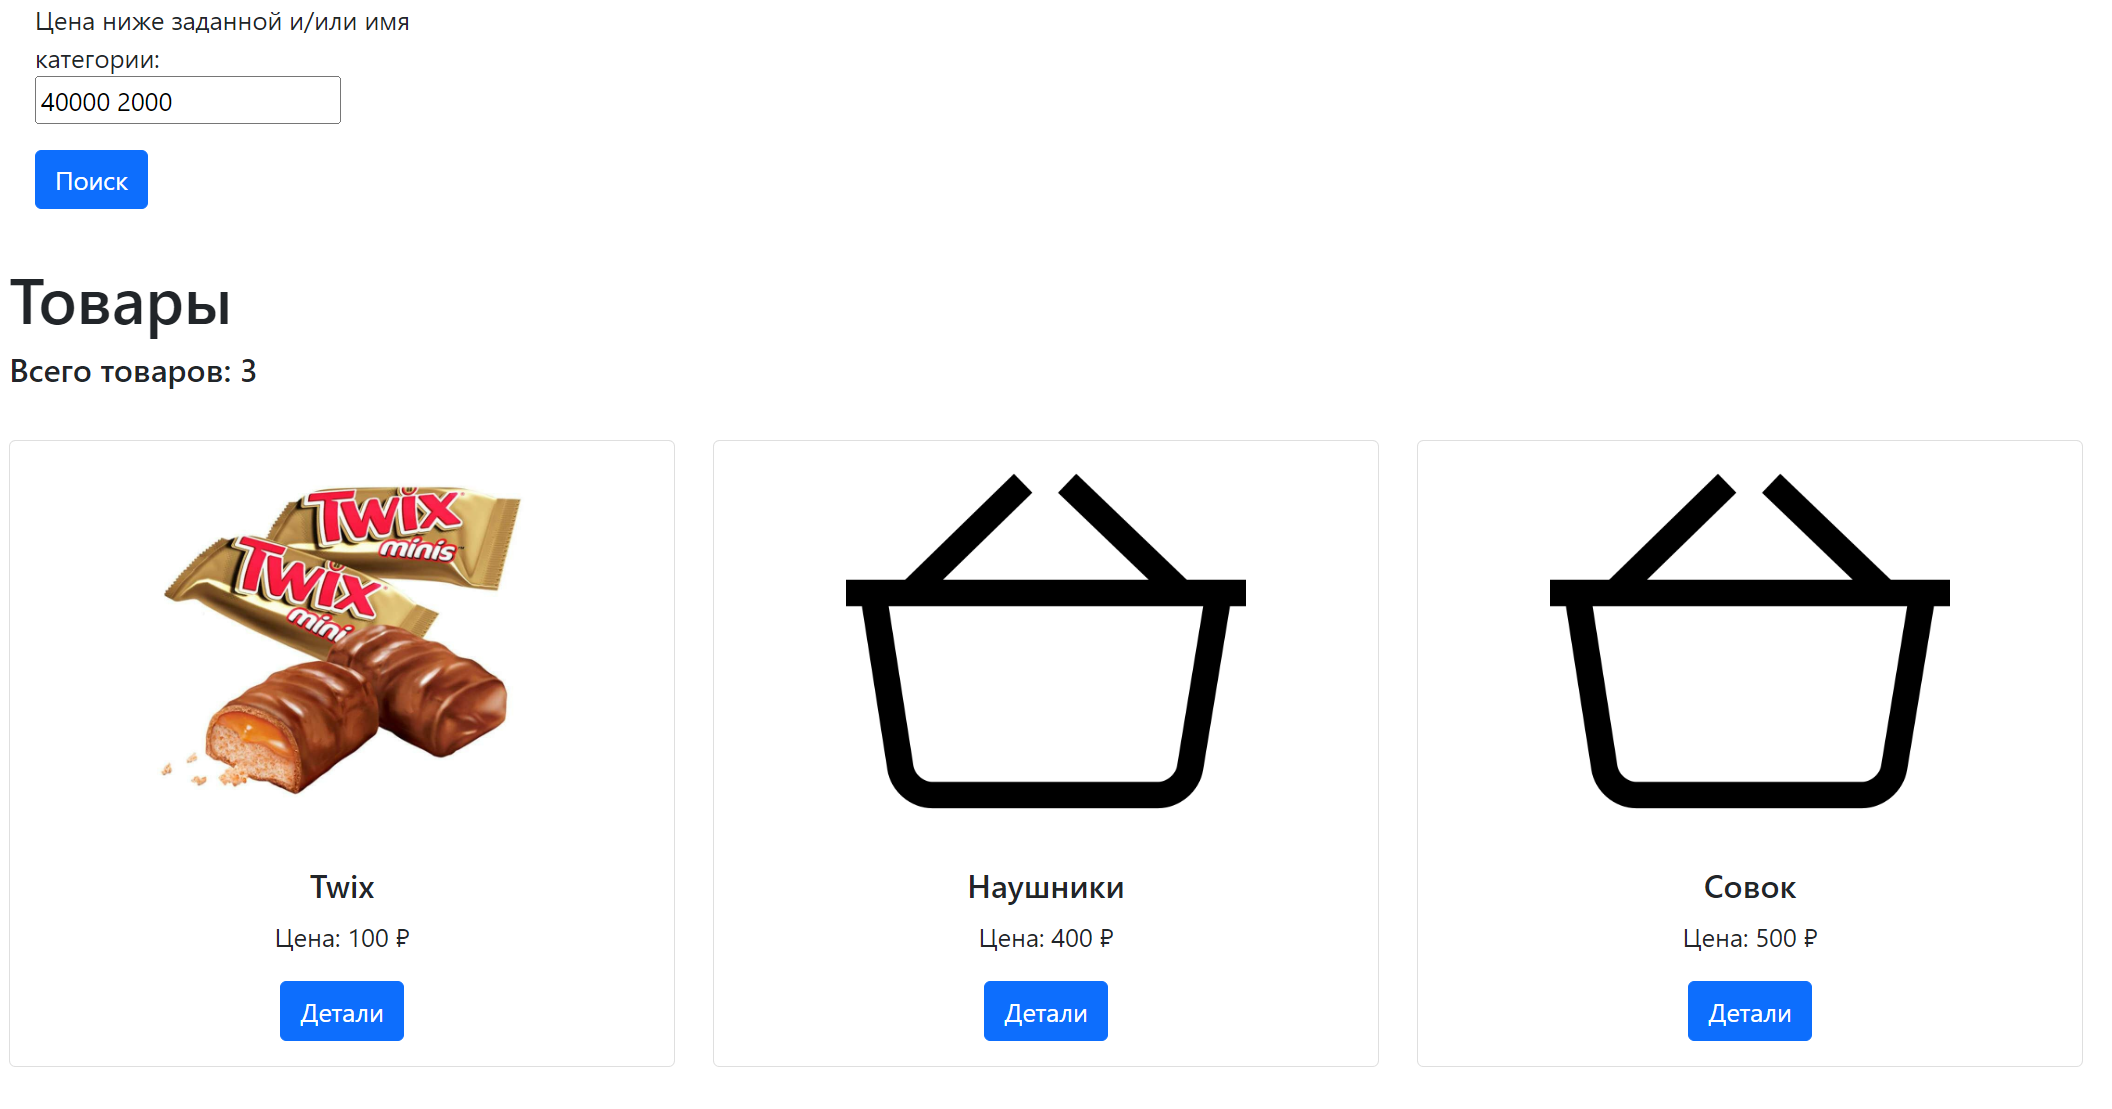 Цена ниже заданной и/или имя
категории:
40000 2000
Поиск
Товары
Всего товаров: 3
Twix
minis
Twix
mini
Twix
Цена: 100 ₽
Детали
Наушники
Цена: 400 ₽
Детали
Совок
Цена: 500 ₽
Детали